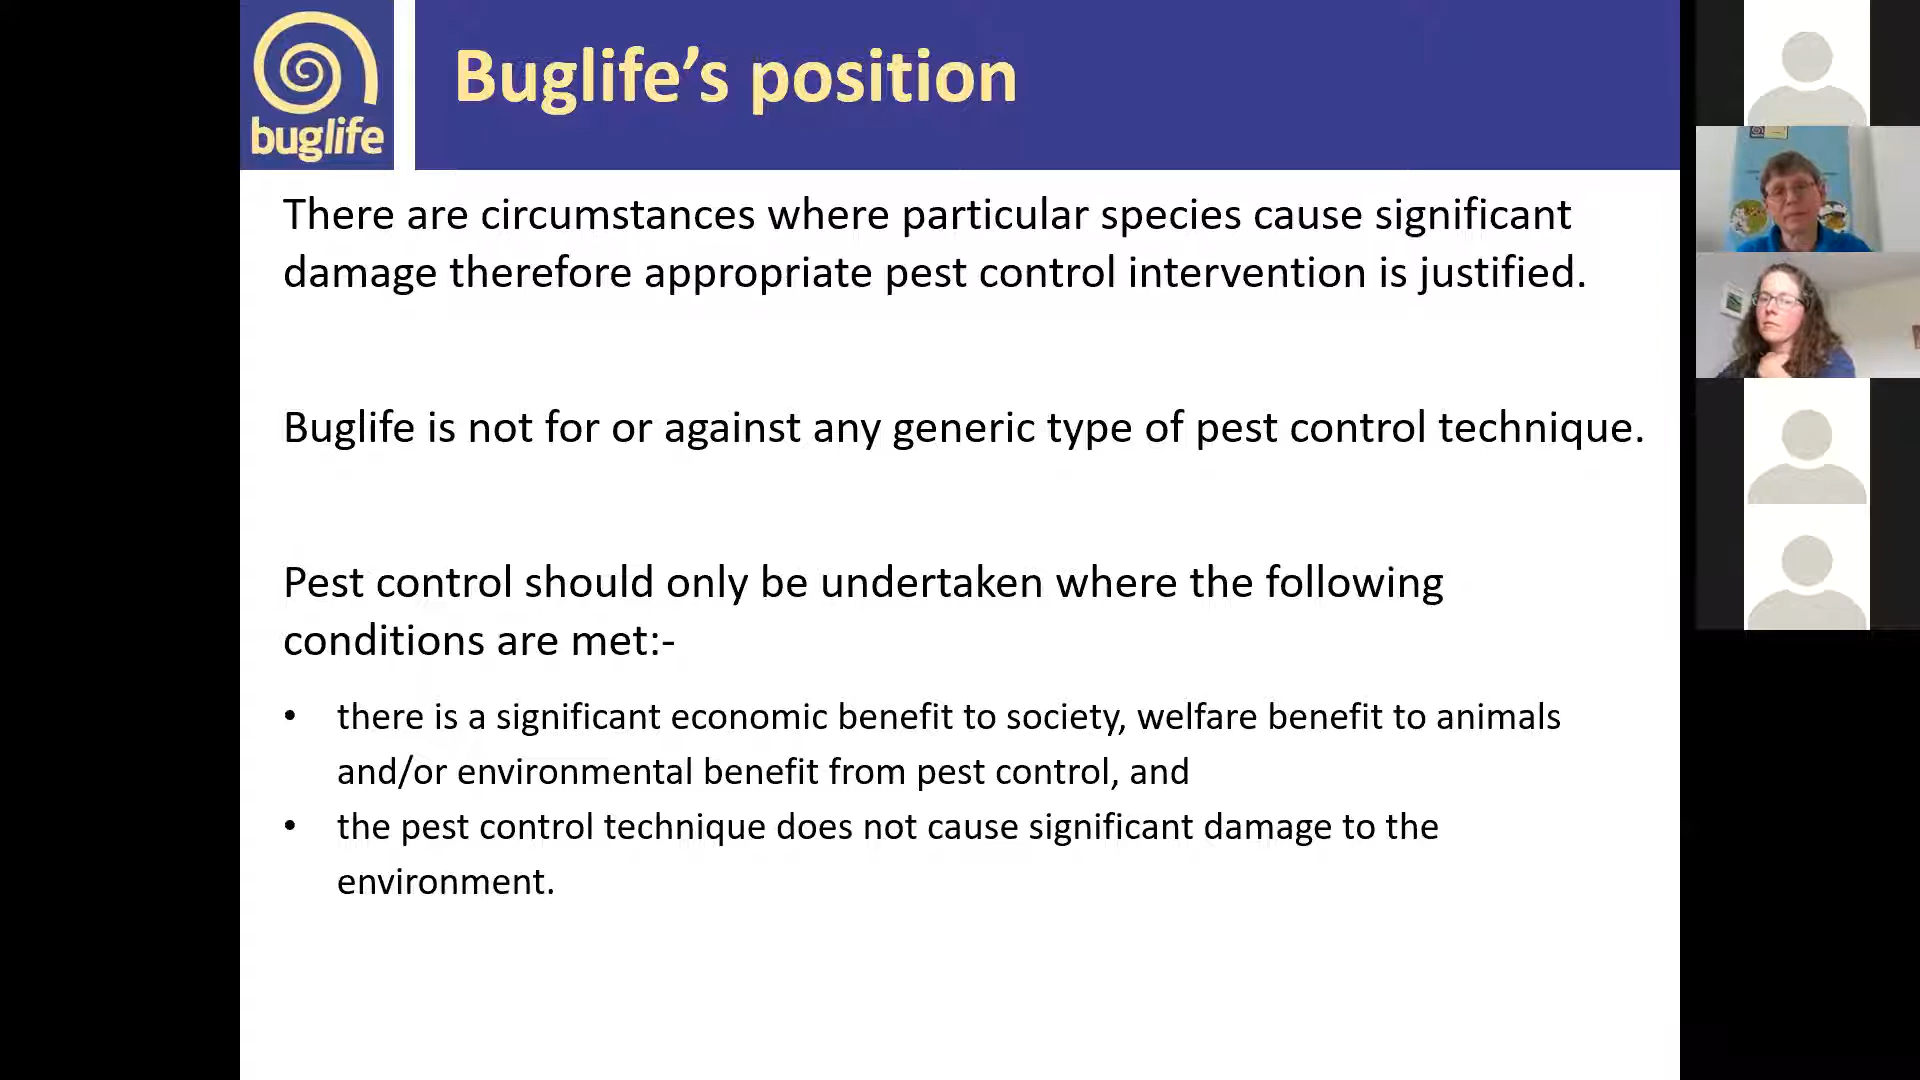 buglife
Buglife’s position
There are circumstances where particular species cause significant
damage therefore appropriate pest control intervention is justified.
Buglife is not for or against any generic type of pest control technique.
Pest control should only be undertaken where the following
conditions are met:-
• there is a significant economic benefit to society, welfare benefit to animals
and/or environmental benefit from pest control, and
• the pest control technique does not cause significant damage to the
environment.